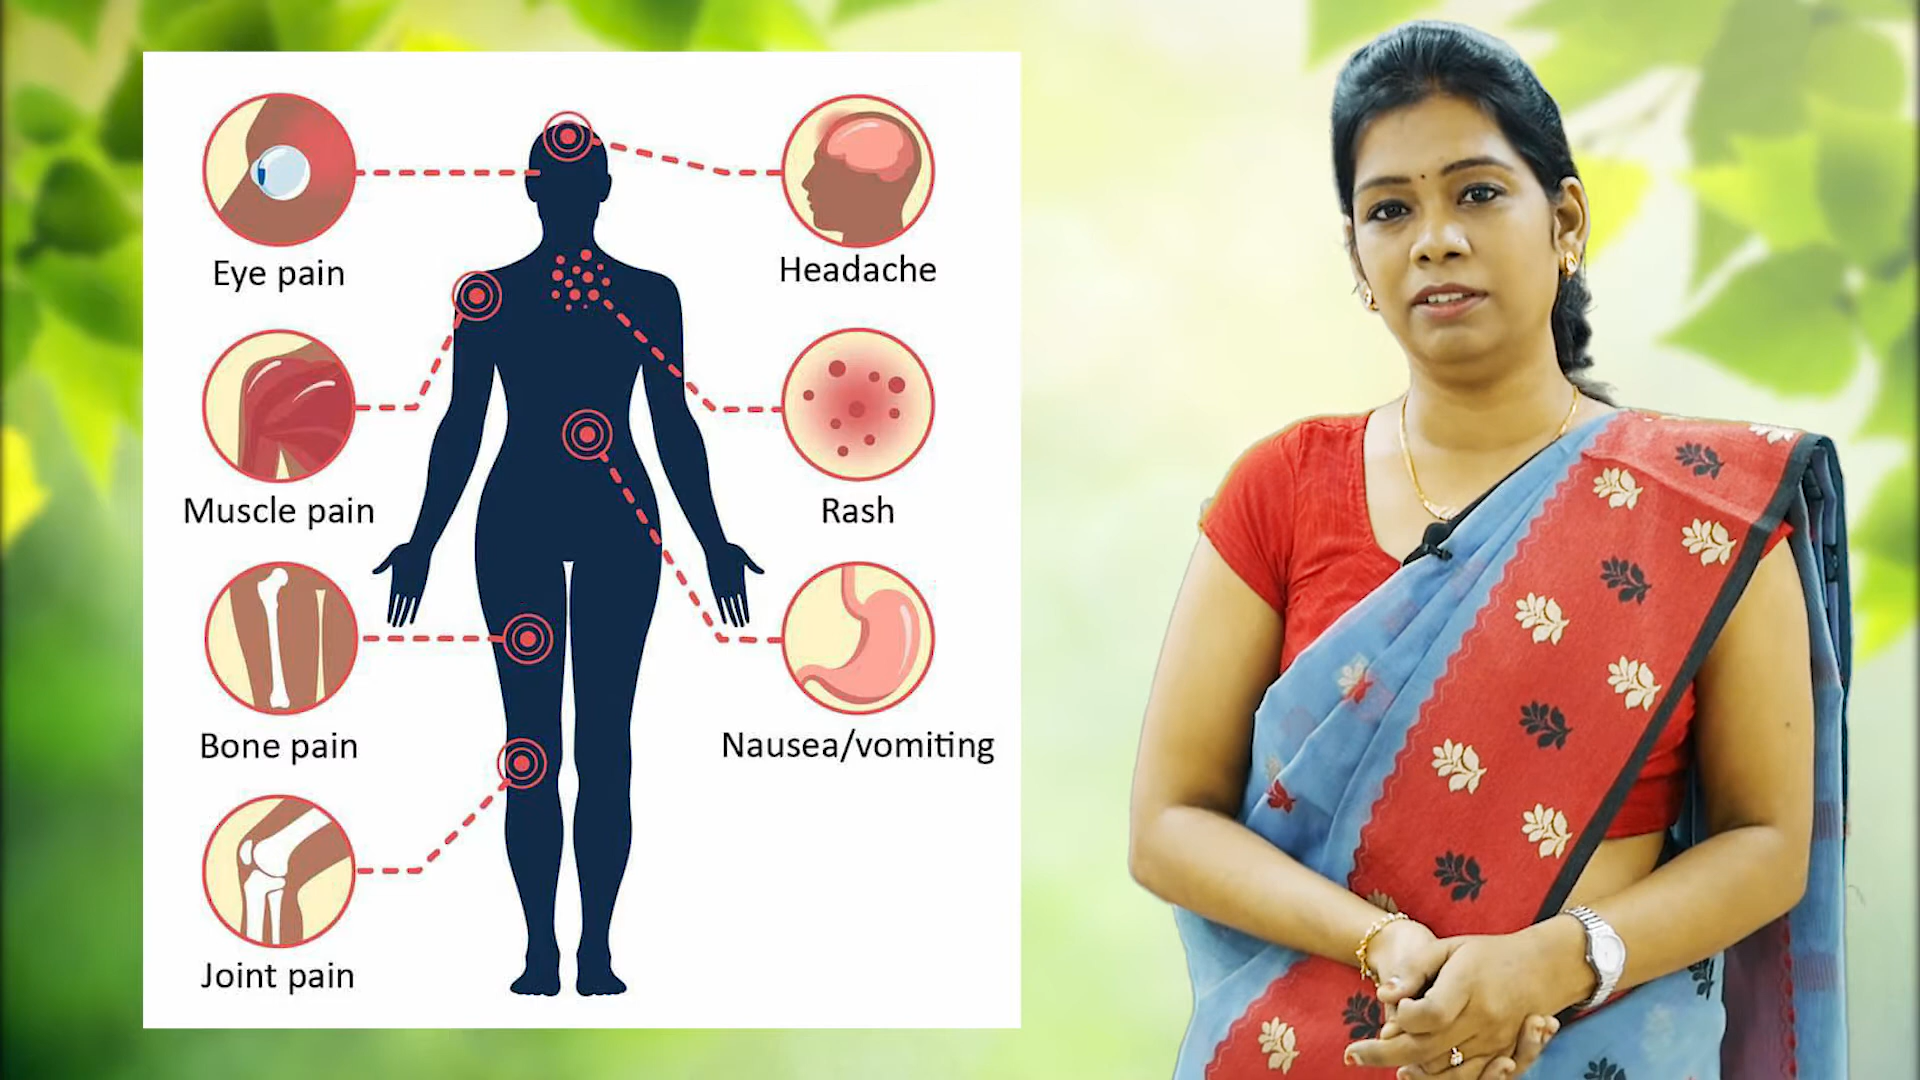 Eye pain
Headache
Muscle pain
Rash
Bone pain
Nausea/vomiting
Joint pain